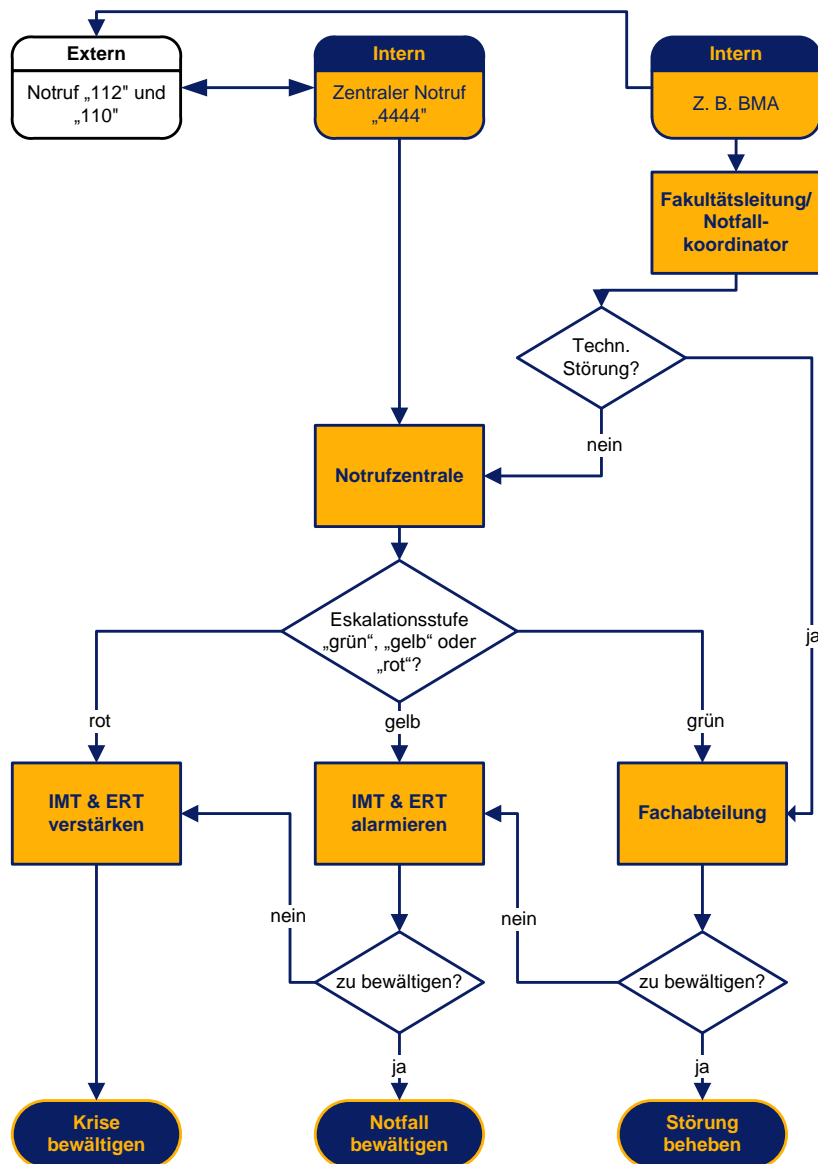 Extern
Notruf „112" und
„110"
Intern
Zentraler Notruf
„4444"
Intern
Z. B. BMA
Fakultätsleitung/
Notfall-
koordinator
Techn.
Störung?
nein
Notrufzentrale
Eskalationsstufe
„grün“, „gelb“ oder
„rot“?
ja
rot
gelb
grün
IMT & ERT
verstärken
IMT & ERT
alarmieren
Fachabteilung
nein
nein
zu bewältigen?
zu bewältigen?
ja
ja
Krise
bewältigen
Notfall
bewältigen
Störung
beheben